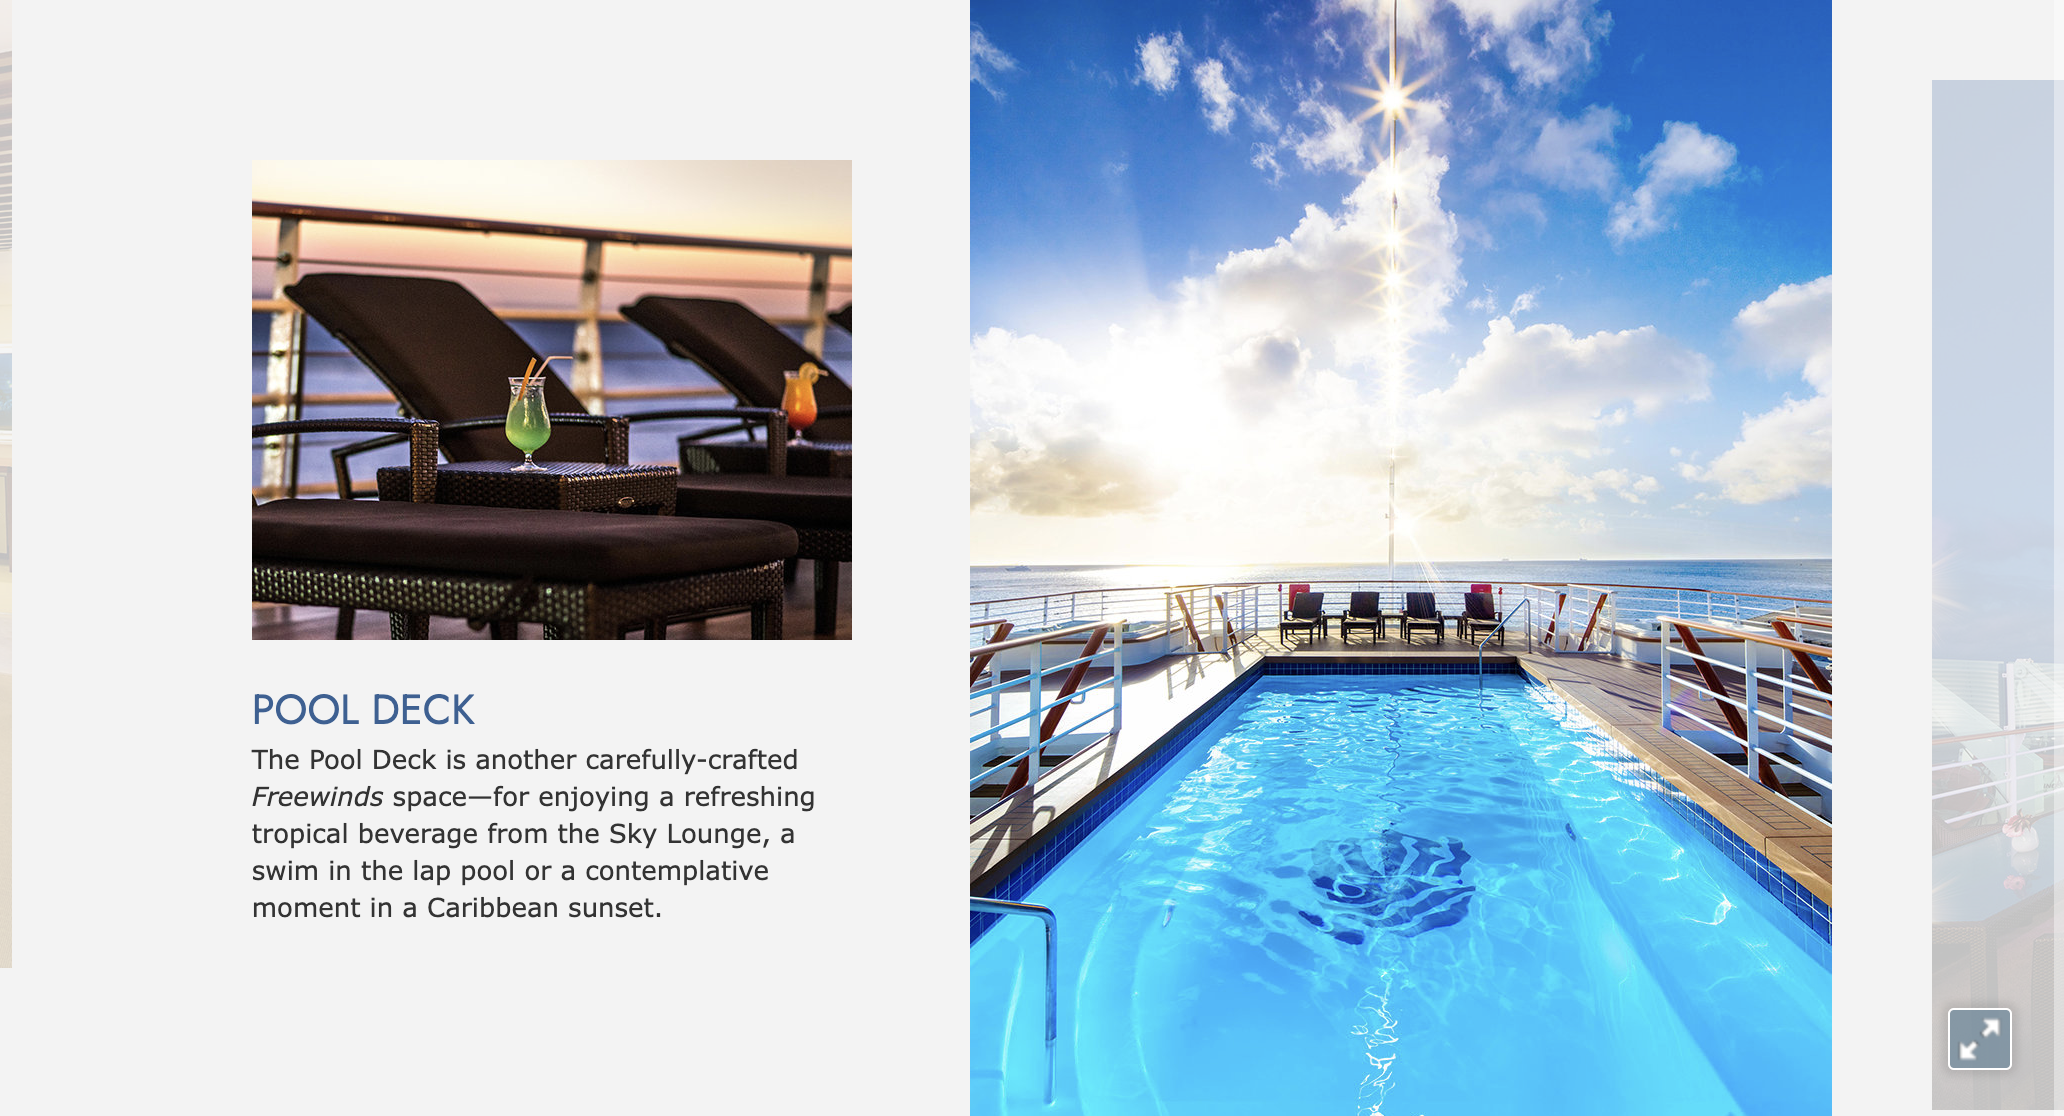 POOL DECK
The Pool Deck is another carefully-crafted
Freewinds space—for enjoying a refreshing
tropical beverage from the Sky Lounge, a
swim in the lap pool or a contemplative
moment in a Caribbean sunset.